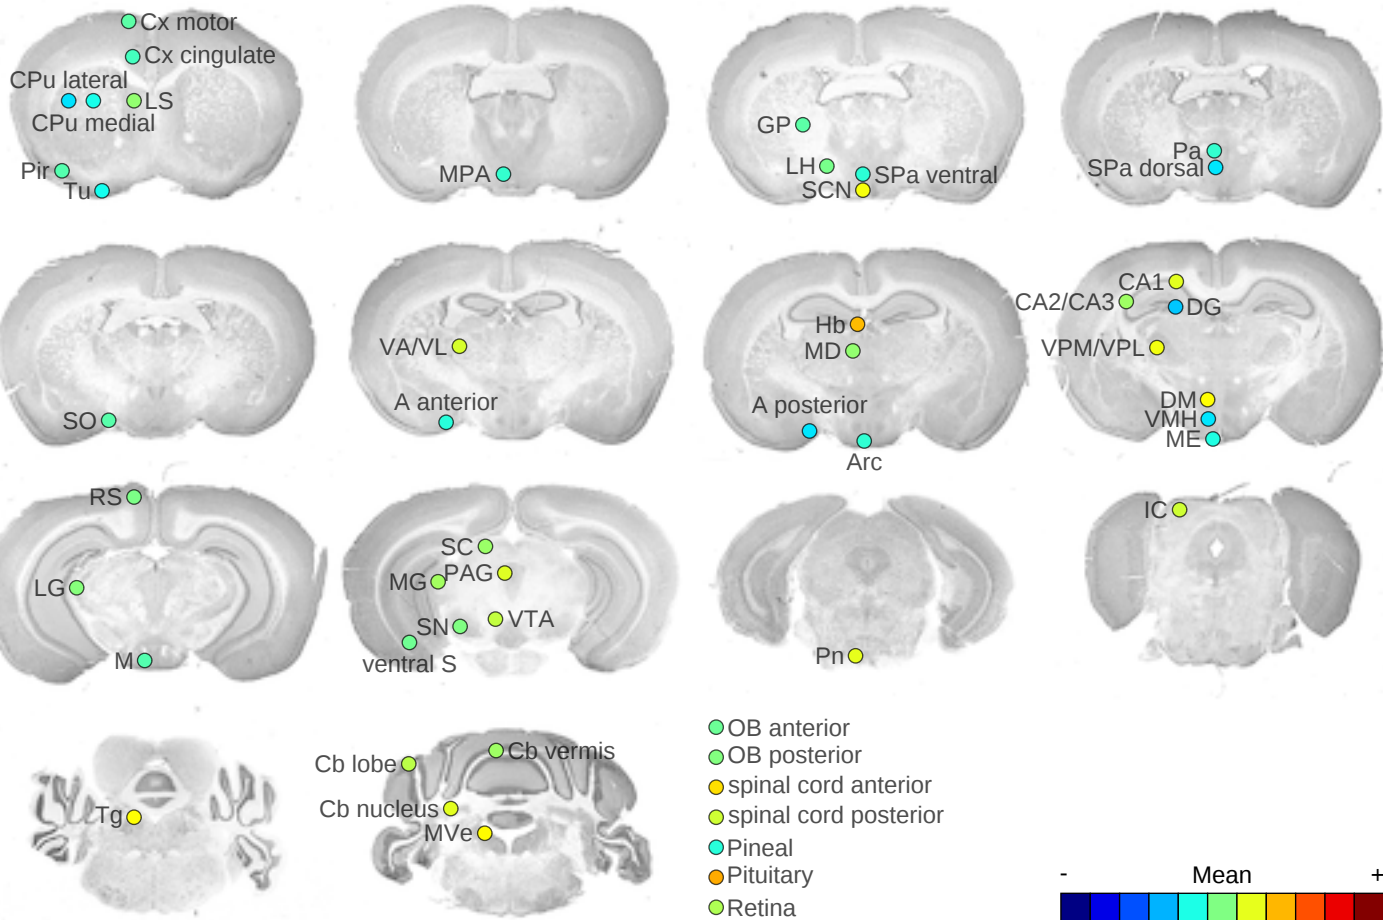 Cx motor
Cx cingulate
CPu lateral
LS
CPu medial
Pir
Tu
MPA
GP
LH
SPa ventral
SCN
Pa
SPa dorsal
SO
VA/VL
A anterior
Hb
MD
A posterior
Arc
CA1
CA2/CA3
DG
VPM/VPL
DM
VMH
ME
RS
LG
M
SC
MG
PAG
SN
VTA
ventral S
Pn
IC
Tg
Cb lobe
Cb vermis
Cb nucleus
MVe
OB anterior
OB posterior
spinal cord anterior
spinal cord posterior
Pineal
Pituitary
Retina
- Mean +